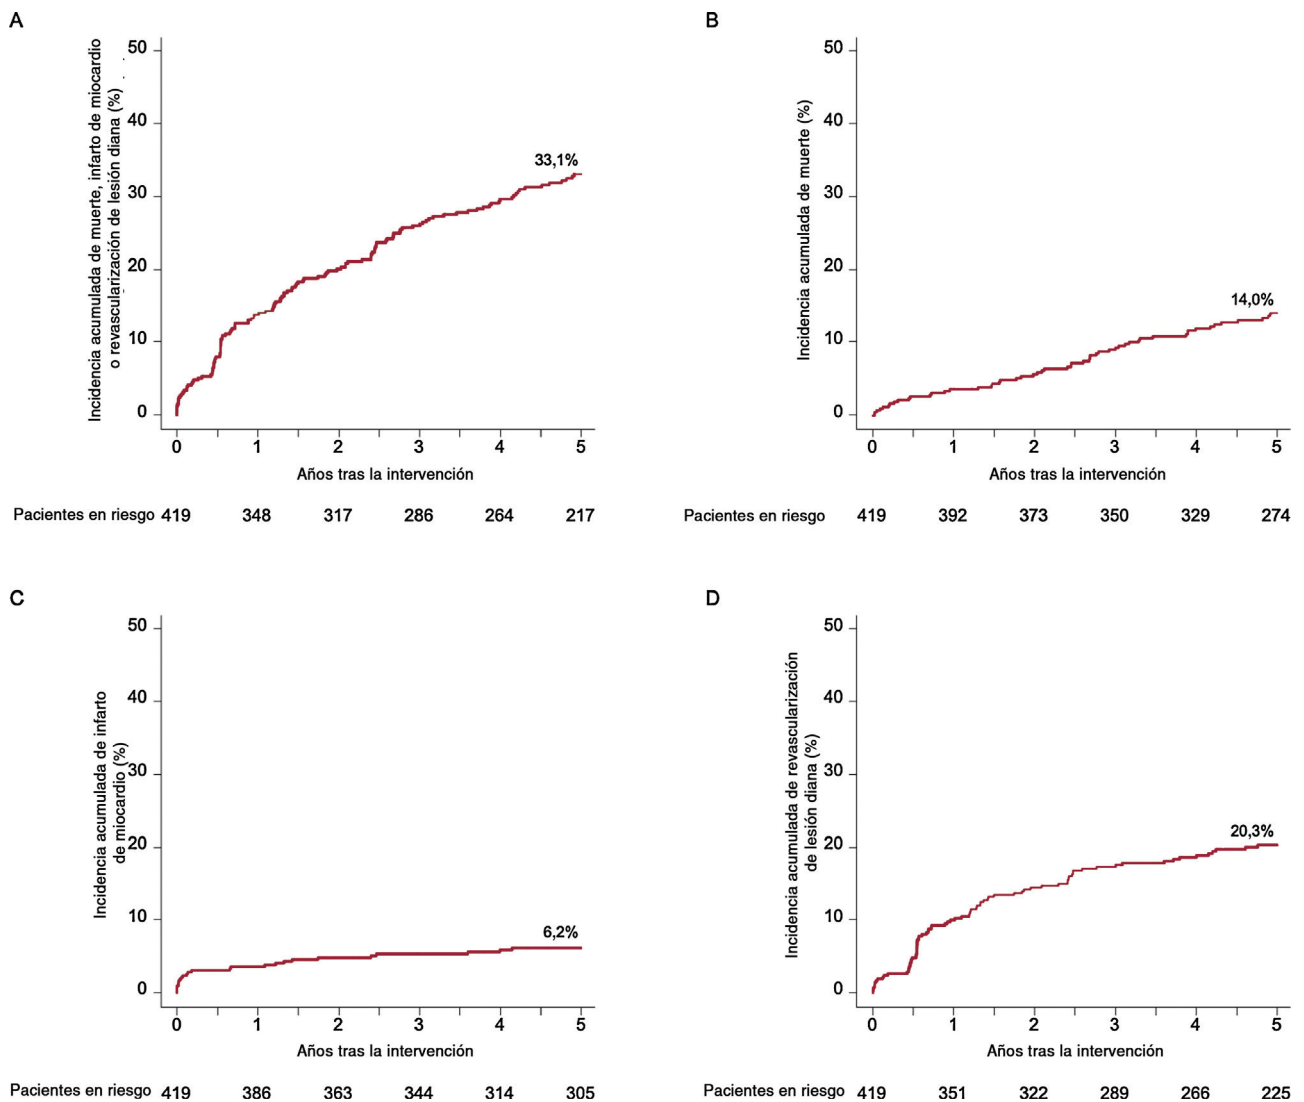 A
Incidencia acumulada de muerte, infarto de miocardio
o revascularización de lesión diana (%)
50
40
30
20
10
0
33,1%
0 1 2 3 4 5
Años tras la intervención
Pacientes en riesgo 419 348 317 286 264 217
B
Incidencia acumulada de muerte (%)
50
40
30
20
10
0
14,0%
0 1 2 3 4 5
Años tras la intervención
Pacientes en riesgo 419 392 373 350 329 274
C
Incidencia acumulada de infarto
de miocardio (%)
50
40
30
20
10
0
6,2%
0 1 2 3 4 5
Años tras la intervención
Pacientes en riesgo 419 386 363 344 314 305
D
Incidencia acumulada de revascularización
de lesión diana (%)
50
40
30
20
10
0
20,3%
0 1 2 3 4 5
Años tras la intervención
Pacientes en riesgo 419 351 322 289 266 225